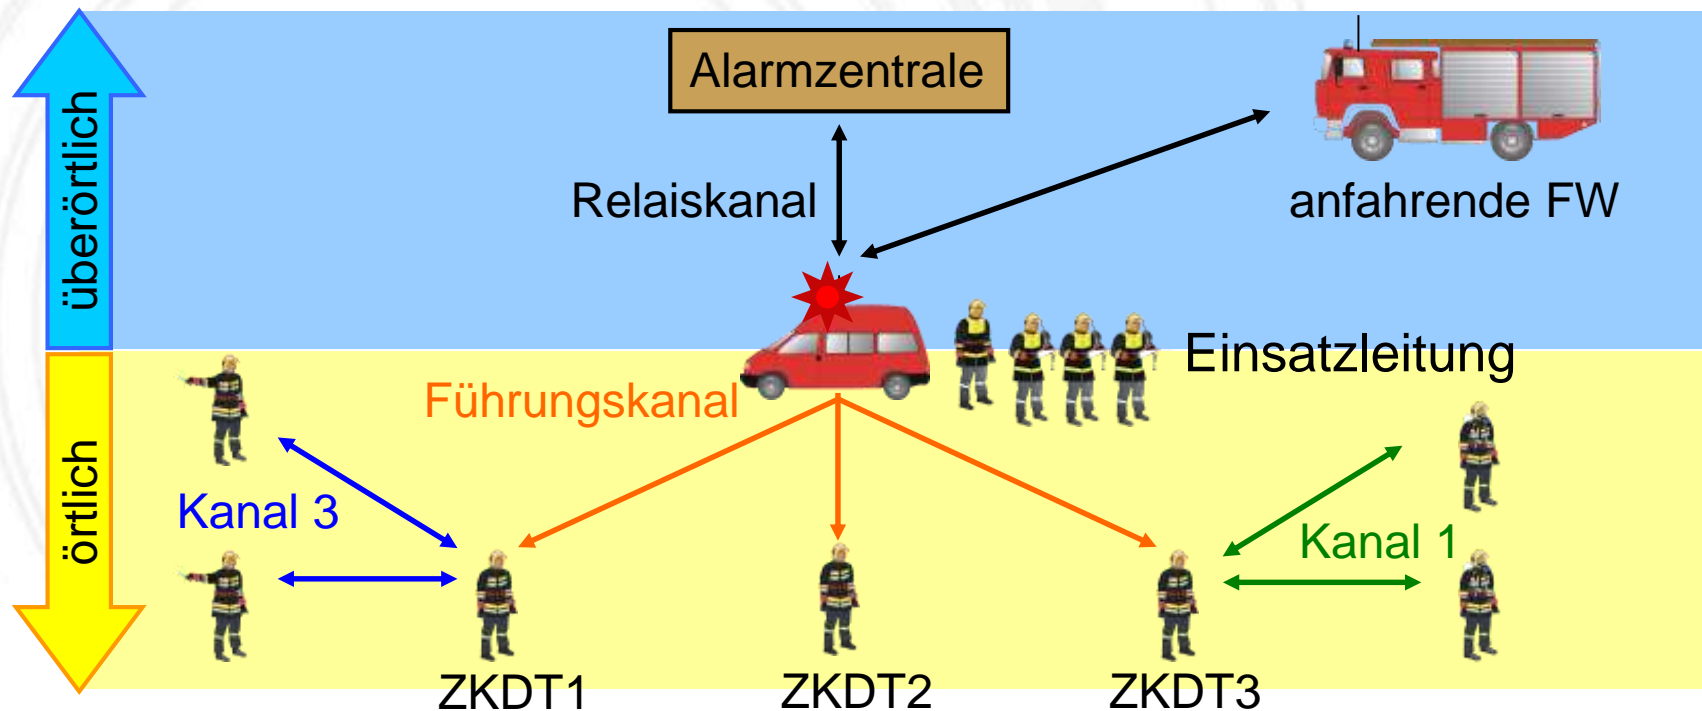 überörtlich
Alarmzentrale
Relaiskanal
anfahrende FW
Einsatzleitung
Führungskanal
örtlich
Kanal 3
Kanal 1
ZKDT1
ZKDT2
ZKDT3